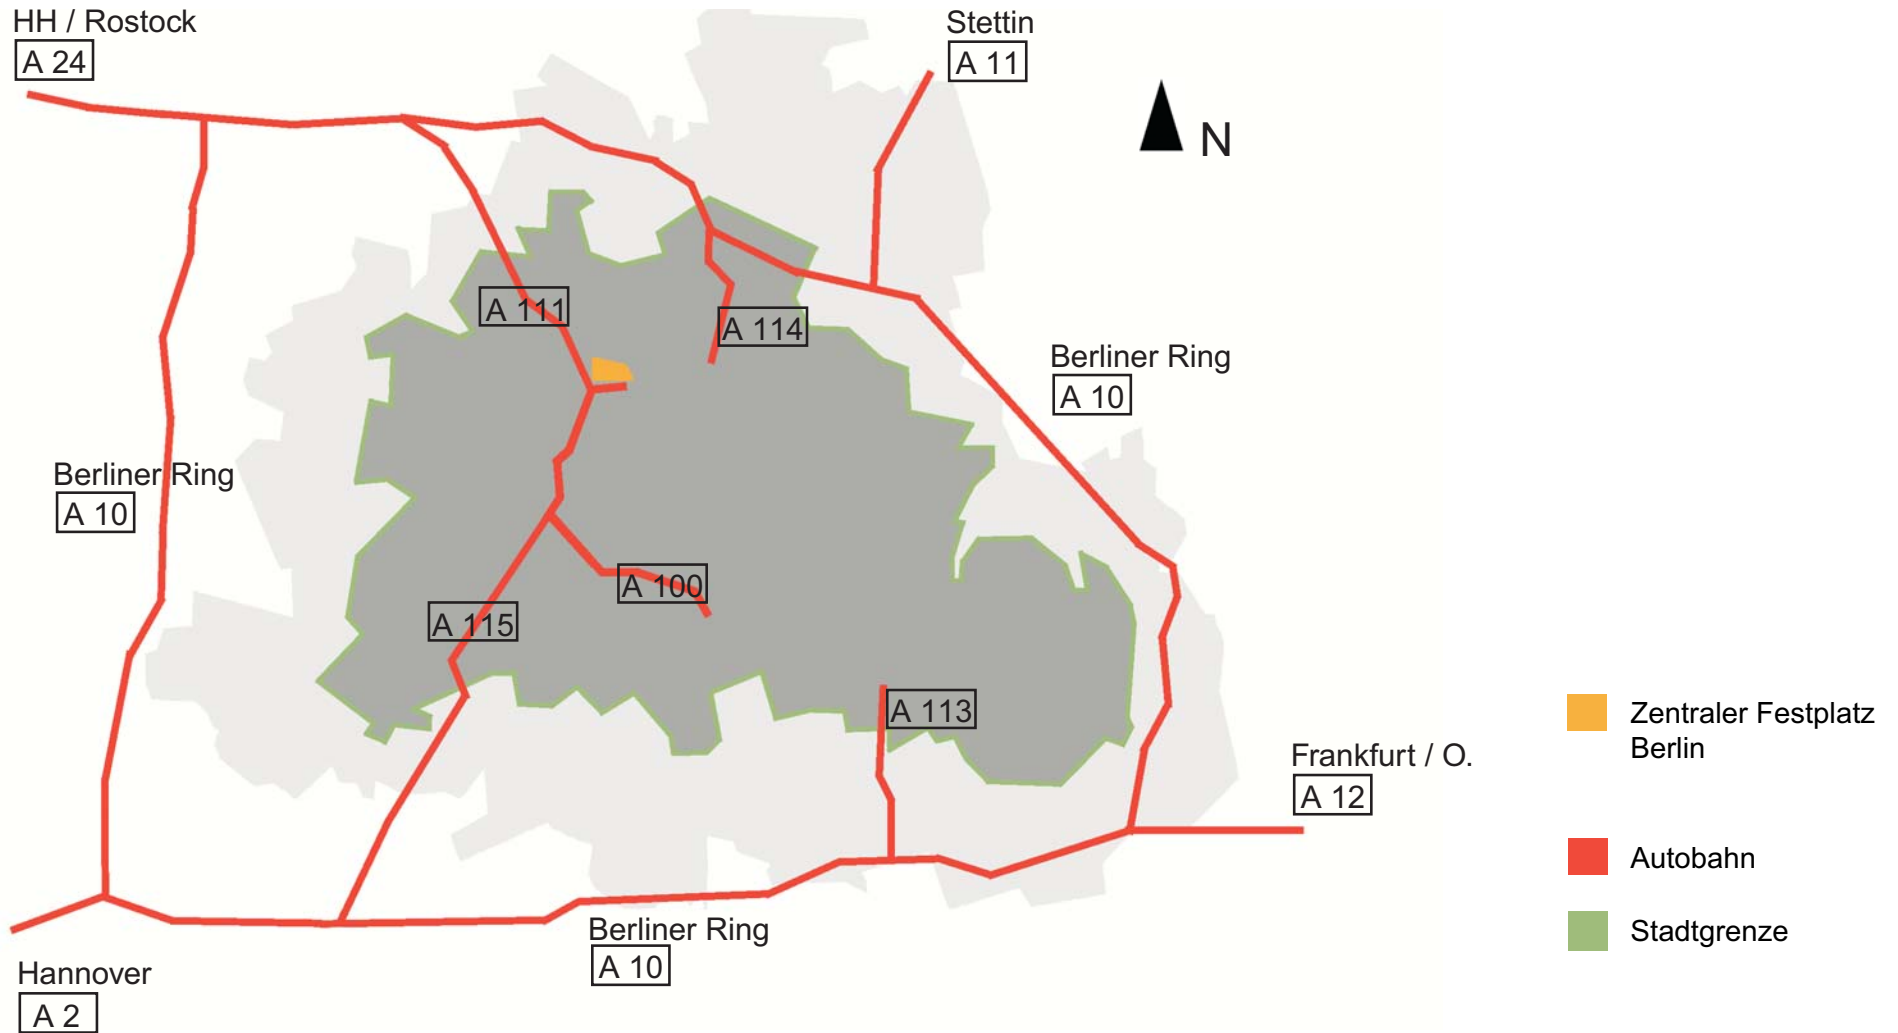 HH / Rostock
A 24
Stettin
A 11
N
A 111
A 114
Berliner Ring
A 10
Berliner Ring
A 10
A 100
A 115
A 113
Frankfurt / O.
A 12
Berliner Ring
A 10
Hannover
A 2
Zentraler Festplatz
Berlin
Autobahn
Stadtgrenze